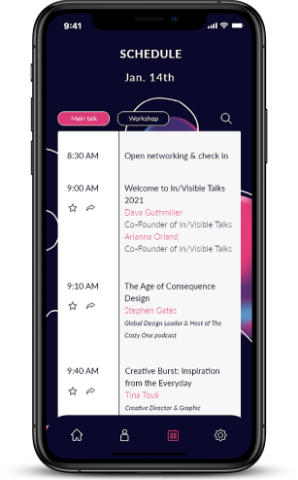 9:41
SCHEDULE
Jan. 14th
Main talk
Workshop
8:30 AM
Open networking & check in
9:00 AM
Welcome to In/Visible Talks
2021
Dava Guthmiller
Co-Founder of In/Visible Talks
Arianna Orland
Co-Founder of In/Visible Talks
9:10 AM
The Age of Consequence
Design
Stephen Gates
Global Design Leader & Host of The
Crazy One podcast
9:40 AM
Creative Burst: Inspiration
from the Everyday
Tina Touli
Creative Director & Graphic